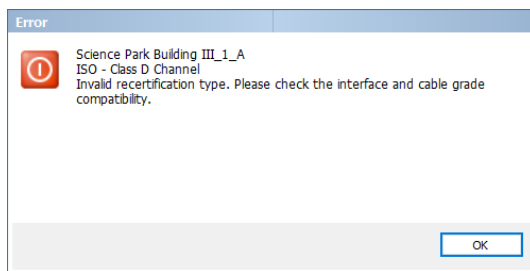 Error
Science Park Building III_1_A
ISO - Class D Channel
Invalid recertification type. Please check the interface and cable grade
compatibility.
OK